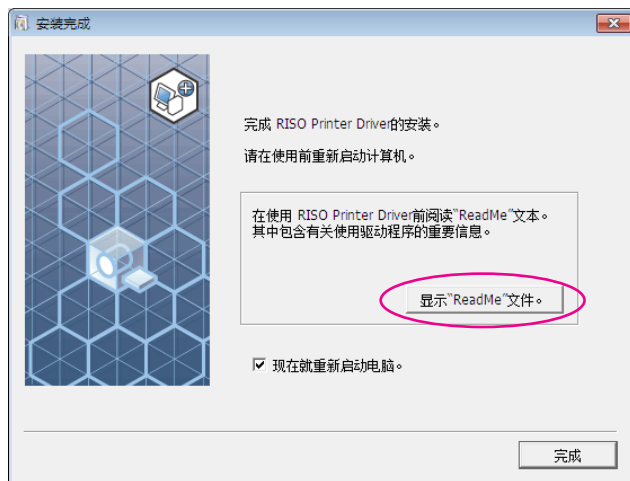 安装完成
完成 RISO Printer Driver的安装。
请在使用前重新启动计算机。
在使用 RISO Printer Driver前阅读"ReadMe"文本。
其中包含有关使用驱动程序的重要信息。
显示"ReadMe"文件。
现在就重新启动电脑。
完成